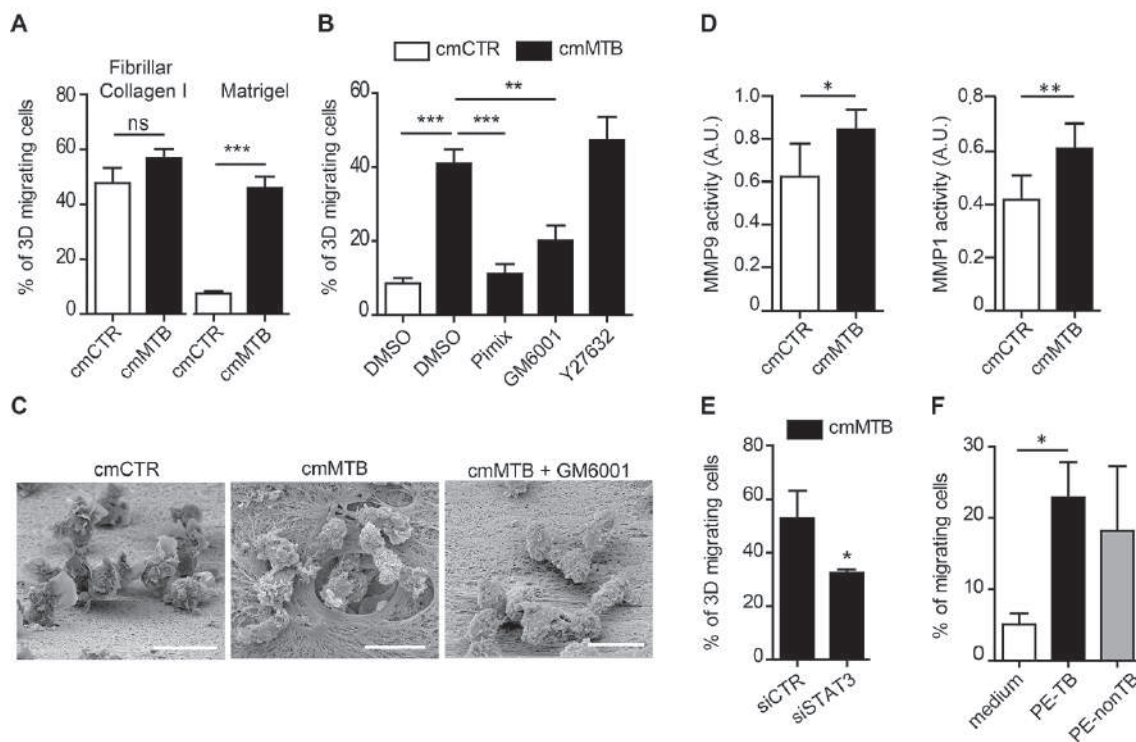 A
Fibrillar
Collagen I Matrigel
ns
***
% of 3D migrating cells
80
60
40
20
0
cmCTR
cmMTB
cmCTR
cmMTB
B
cmCTR cmMTB
**
*** ***
% of 3D migrating cells
60
40
20
0
DMSO
DMSO
PImix
GM6001
Y27632
C
cmCTR
cmMTB
cmMTB + GM6001
D
*
MMP9 activity (A.U.)
1.0
0.8
0.6
0.4
0.2
0
cmCTR
cmMTB
**
MMP1 activity (A.U.)
0.8
0.6
0.4
0.2
0
cmCTR
cmMTB
E
cmMTB
% of 3D migrating cells
80
60
40
20
0
*
siCTR
siSTAT3
F
*
% of migrating cells
30
20
10
0
medium
PE-TB
PE-nonTB